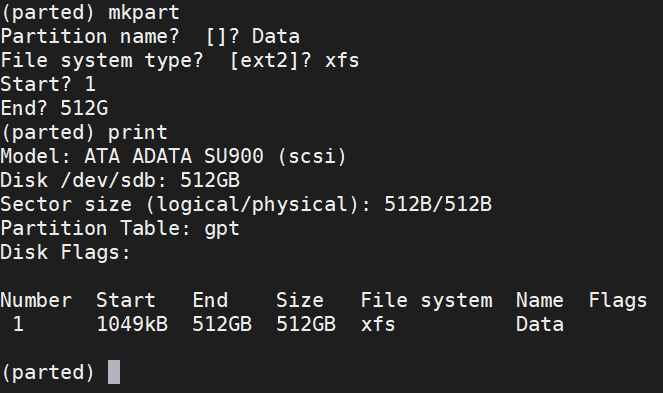 (parted) mkpart
Partition name?  []? Data
File system type?  [ext2]? xfs
Start? 1
End? 512G
(parted) print
Model: ATA ADATA SU900 (scsi)
Disk /dev/sdb: 512GB
Sector size (logical/physical): 512B/512B
Partition Table: gpt
Disk Flags:
Number  Start   End    Size   File system  Name  Flags
 1      1049kB  512GB  512GB  xfs          Data
(parted)